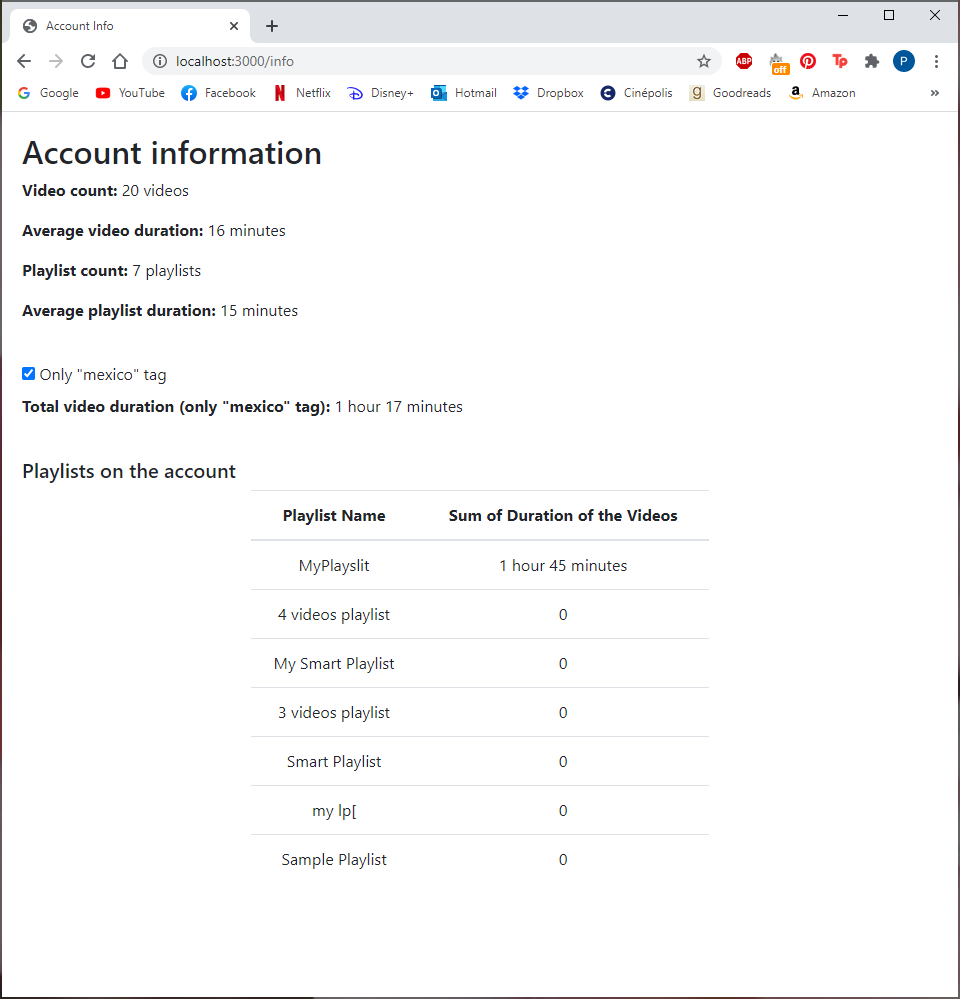 Account Info
localhost:3000/info
ABP
off
Tp
P
Google YouTube Facebook Netflix Disney+ Hotmail Dropbox Cinépolis Goodreads Amazon »
Account information
Video count: 20 videos
Average video duration: 16 minutes
Playlist count: 7 playlists
Average playlist duration: 15 minutes
Only "mexico" tag
Total video duration (only "mexico" tag): 1 hour 17 minutes
Playlists on the account
Playlist Name Sum of Duration of the Videos
MyPlayslit 1 hour 45 minutes
4 videos playlist 0
My Smart Playlist 0
3 videos playlist 0
Smart Playlist 0
my lp[ 0
Sample Playlist 0